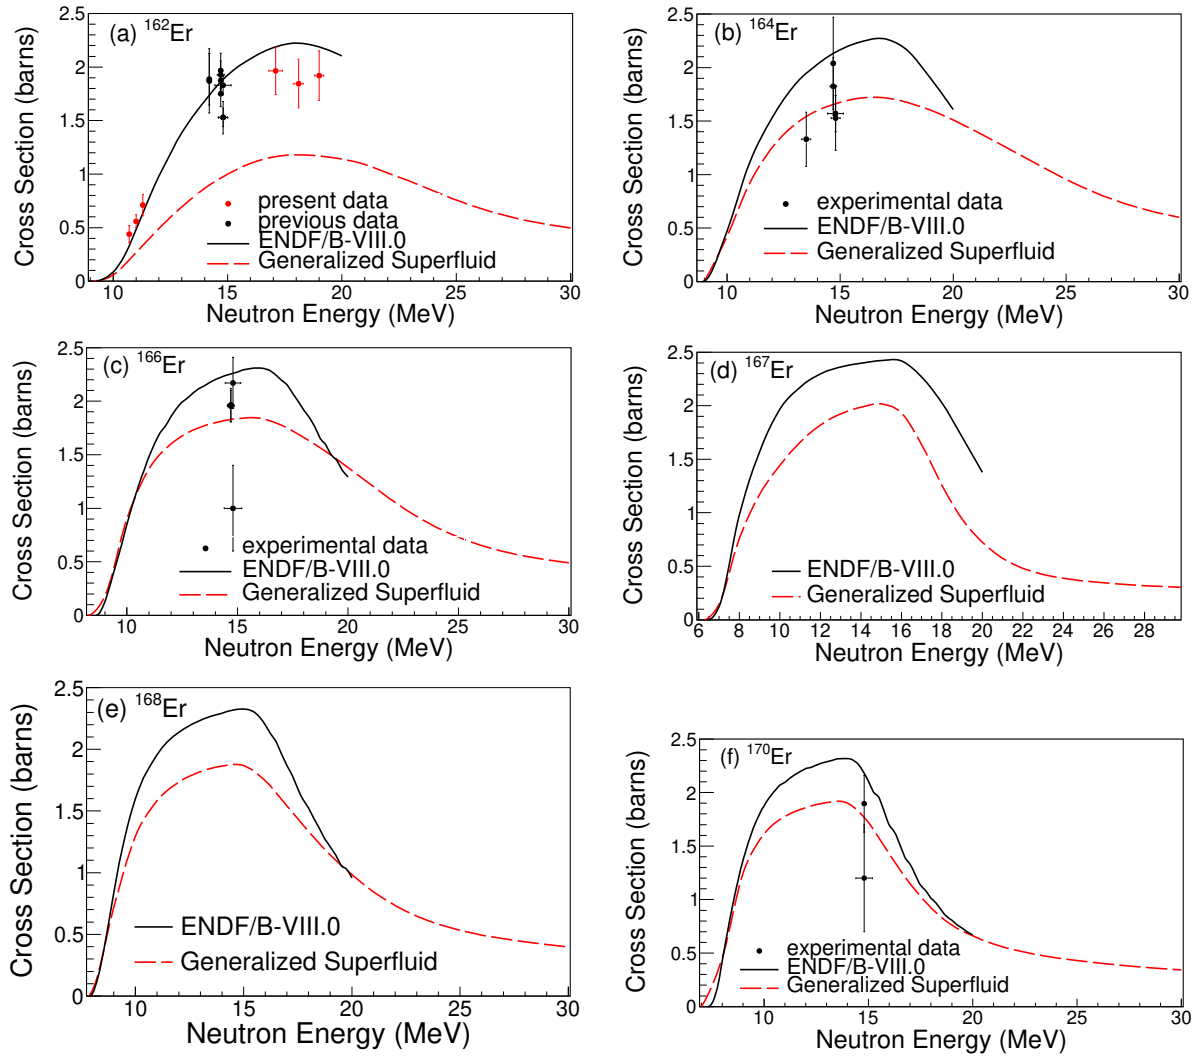 (a) ¹⁶²Er
Cross Section (barns)
2.5
2
1.5
1
0.5
0
present data
previous data
ENDF/B-VIII.0
Generalized Superfluid
10 15 20 25 30
Neutron Energy (MeV)
(b) ¹⁶⁴Er
Cross Section (barns)
2.5
2
1.5
1
0.5
0
experimental data
ENDF/B-VIII.0
Generalized Superfluid
10 15 20 25 30
Neutron Energy (MeV)
(c) ¹⁶⁶Er
Cross Section (barns)
2.5
2
1.5
1
0.5
0
experimental data
ENDF/B-VIII.0
Generalized Superfluid
10 15 20 25 30
Neutron Energy (MeV)
(d) ¹⁶⁷Er
Cross Section (barns)
2.5
2
1.5
1
0.5
0
ENDF/B-VIII.0
Generalized Superfluid
6 8 10 12 14 16 18 20 22 24 26 28
Neutron Energy (MeV)
(e) ¹⁶⁸Er
Cross Section (barns)
2.5
2
1.5
1
0.5
0
ENDF/B-VIII.0
Generalized Superfluid
10 15 20 25 30
Neutron Energy (MeV)
(f) ¹⁷⁰Er
Cross Section (barns)
2.5
2
1.5
1
0.5
0
experimental data
ENDF/B-VIII.0
Generalized Superfluid
10 15 20 25 30
Neutron Energy (MeV)